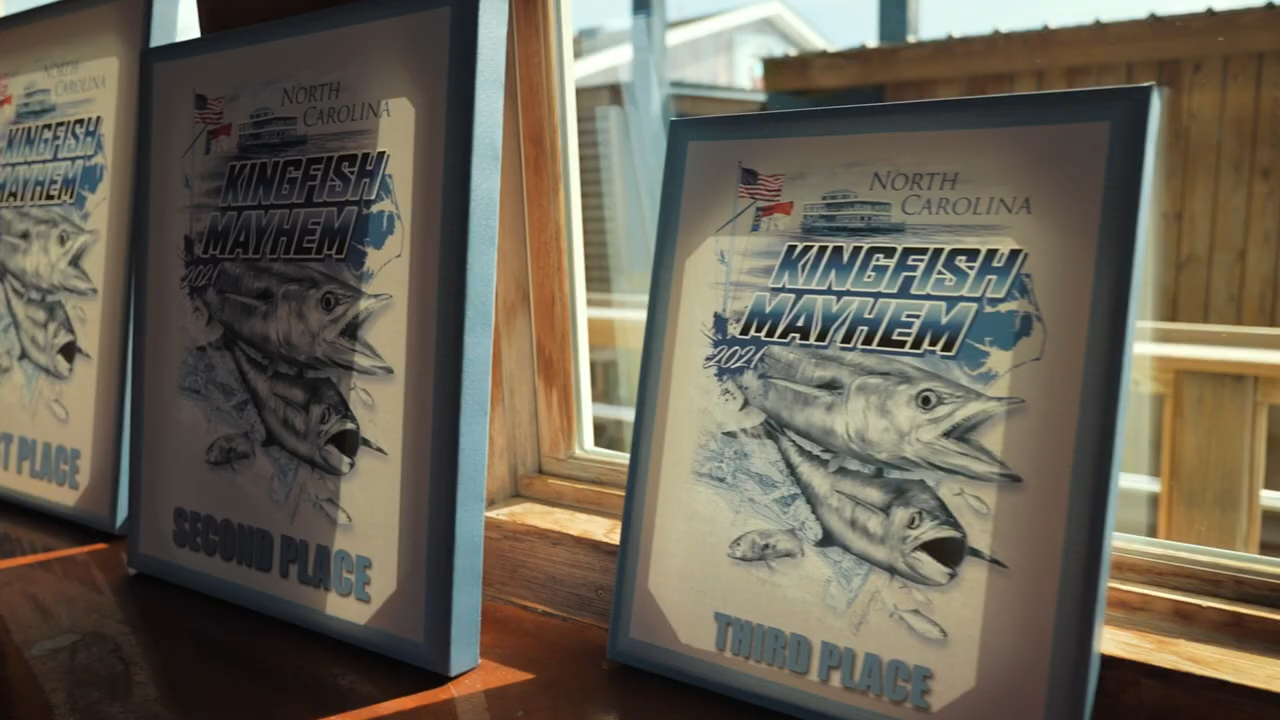 NORTH
CAROLINA
KINGFISH
MAYHEM
PLACE
NORTH
CAROLINA
KINGFISH
MAYHEM
2021
SECOND PLACE
NORTH
CAROLINA
KINGFISH
MAYHEM
2021
THIRD PLACE